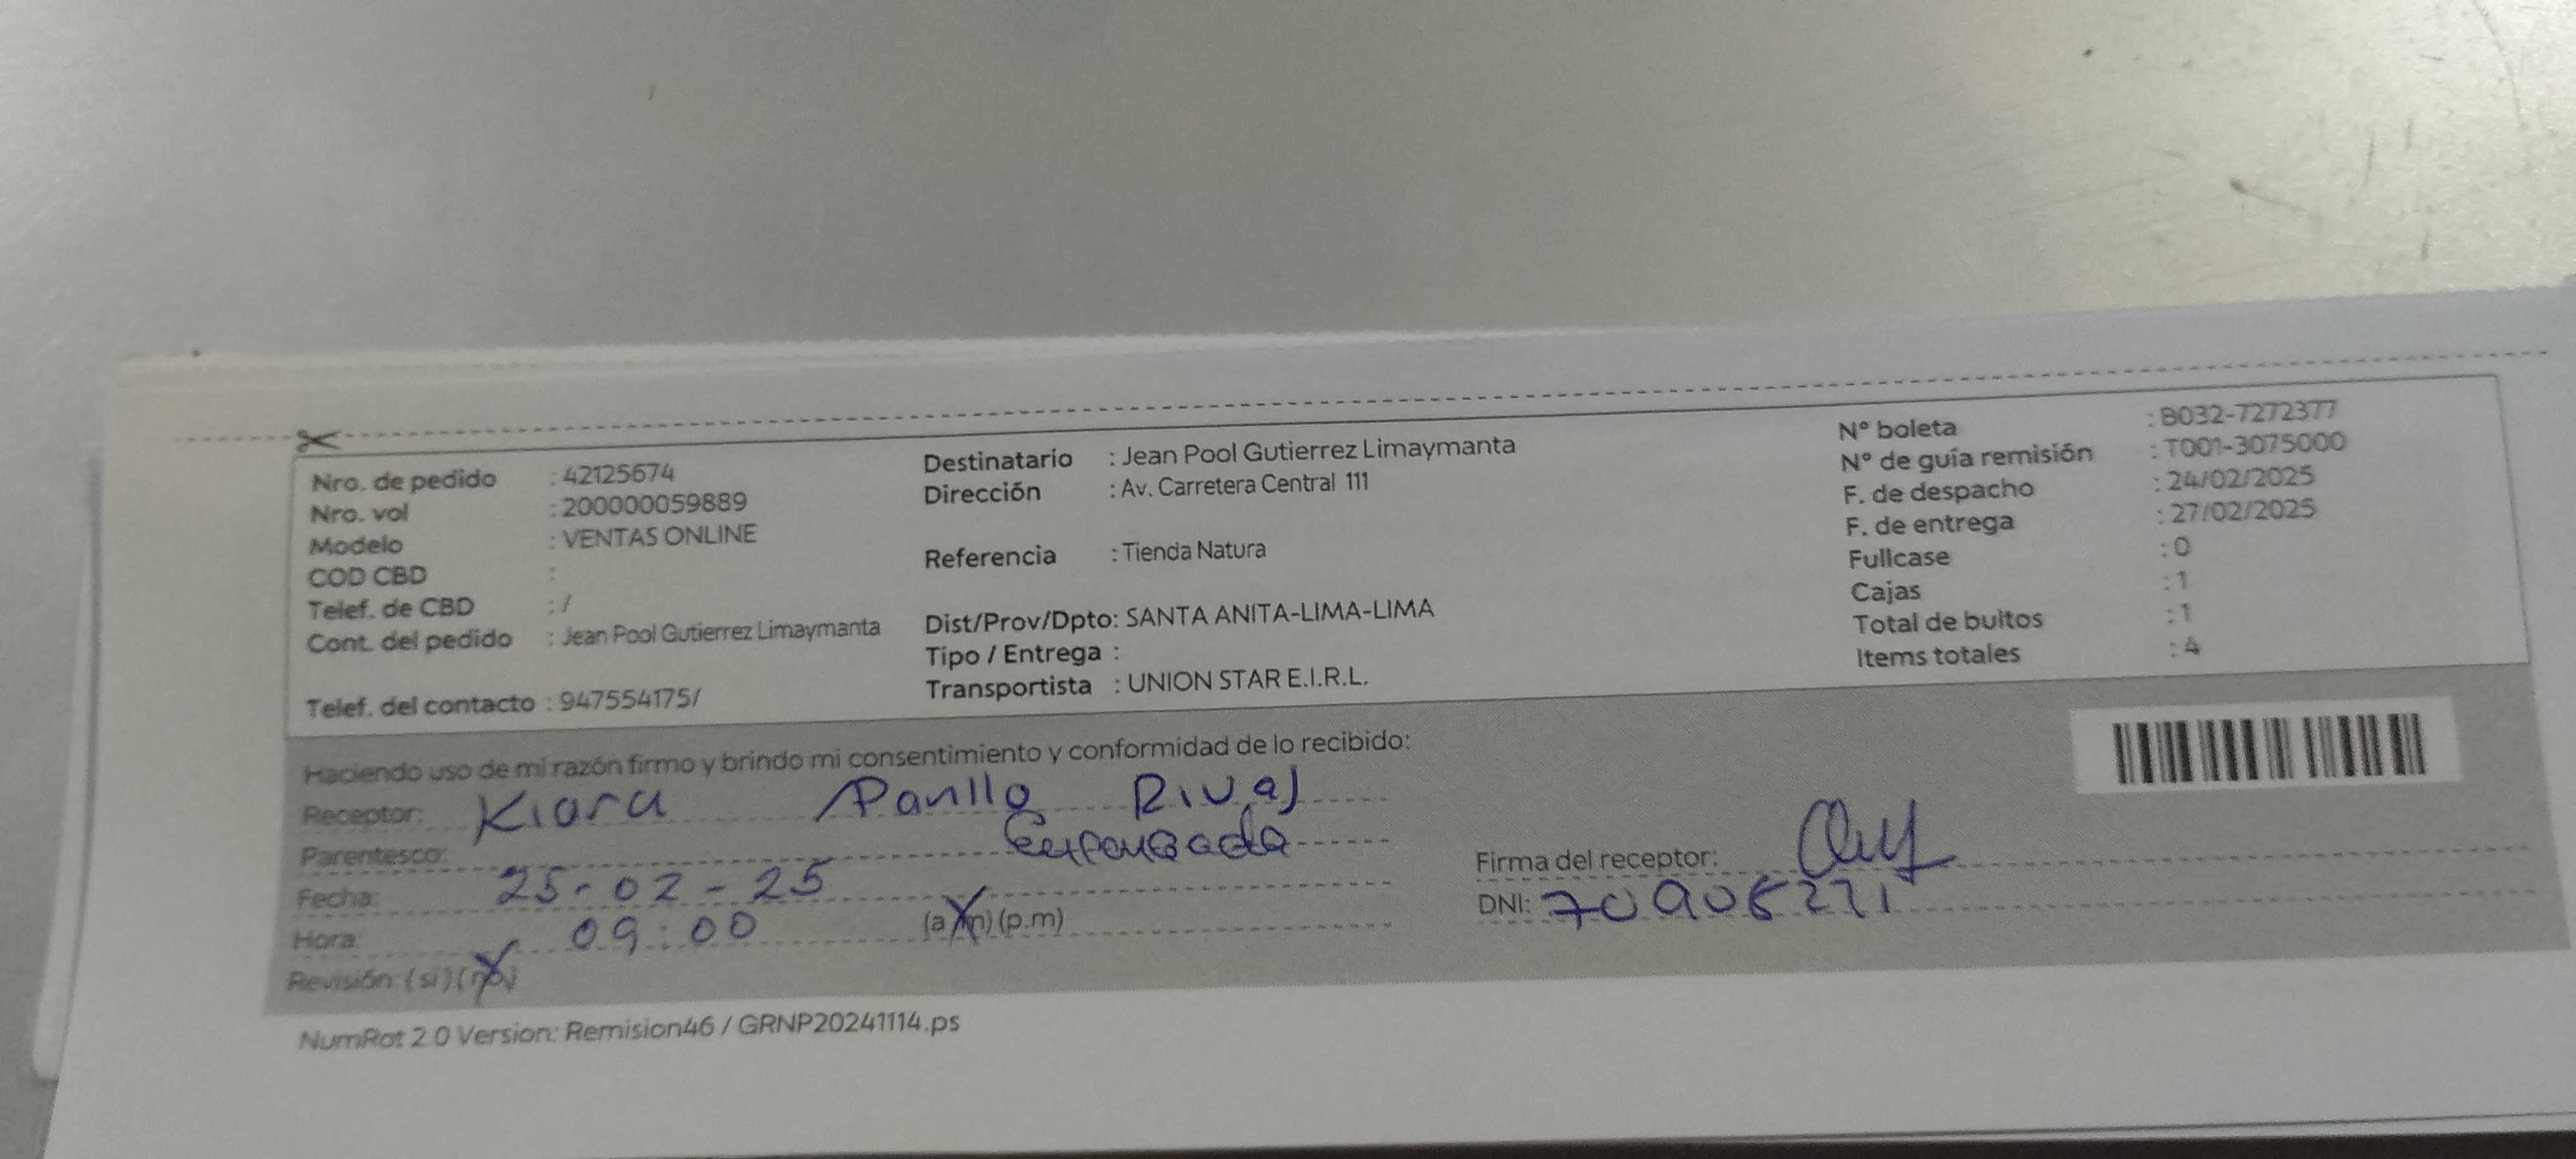 Nro. de pedido : 42125674
Nro. vol : 200000059889
Modelo : VENTAS ONLINE
COD CBD :
Telef. de CBD : /
Cont. del pedido : Jean Pool Gutierrez Limaymanta
Telef. del contacto : 947554175/
Destinatario : Jean Pool Gutierrez Limaymanta
Dirección : Av. Carretera Central 111
Referencia : Tienda Natura
Dist/Prov/Dpto: SANTA ANITA-LIMA-LIMA
Tipo / Entrega :
Transportista : UNION STAR E.I.R.L.
N° boleta : B032-7272377
N° de guía remisión : T001-3075000
F. de despacho : 24/02/2025
F. de entrega : 27/02/2025
Fullcase : 0
Cajas : 1
Total de bultos : 1
Items totales : 4
Haciendo uso de mi razón firmo y brindo mi consentimiento y conformidad de lo recibido:
Receptor: Kiara Rivas
Parentesco:
Fecha: 25-02-25
Hora: 09:00 (a.m) (p.m)
Revisión: (si) (no)
Firma del receptor:
DNI:
NumRot 2.0 Version: Remision46 / GRNP20241114.ps